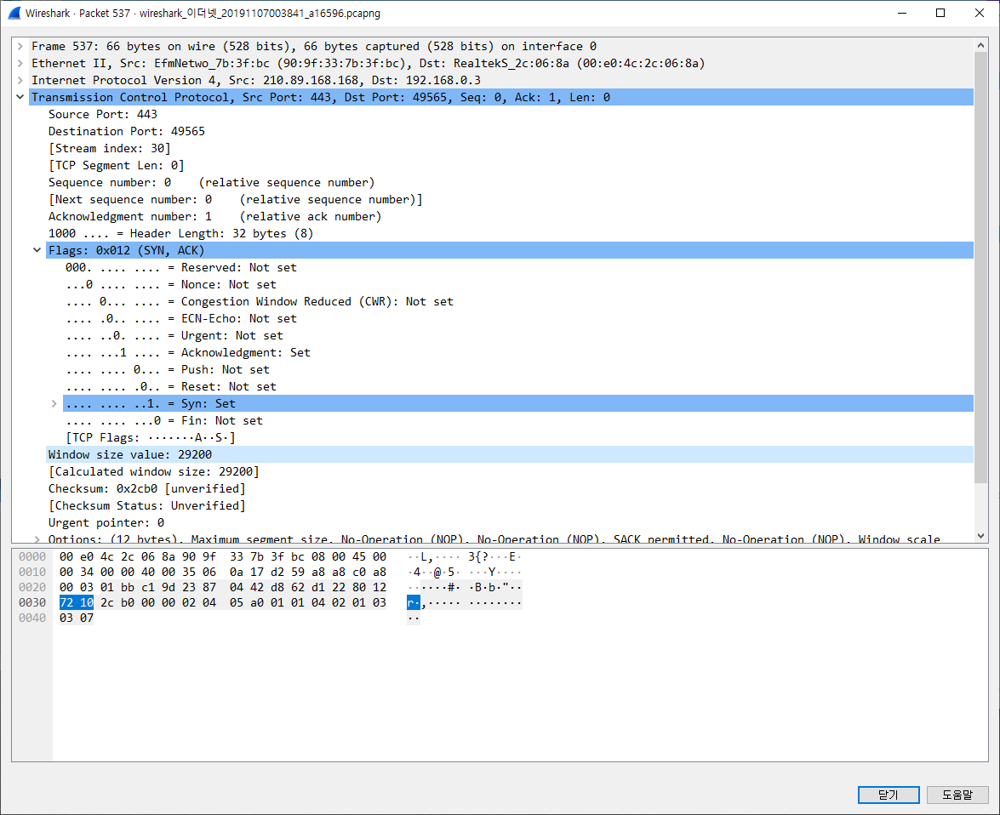 Wireshark · Packet 537 · wireshark_이더넷_20191107003841_a16596.pcapng
Frame 537: 66 bytes on wire (528 bits), 66 bytes captured (528 bits) on interface 0
Ethernet II, Src: EfmNetwo_7b:3f:bc (90:9f:33:7b:3f:bc), Dst: RealtekS_2c:06:8a (00:e0:4c:2c:06:8a)
Internet Protocol Version 4, Src: 210.89.168.168, Dst: 192.168.0.3
Transmission Control Protocol, Src Port: 443, Dst Port: 49565, Seq: 0, Ack: 1, Len: 0
Source Port: 443
Destination Port: 49565
[Stream index: 30]
[TCP Segment Len: 0]
Sequence number: 0    (relative sequence number)
[Next sequence number: 0    (relative sequence number)]
Acknowledgment number: 1    (relative ack number)
1000 .... = Header Length: 32 bytes (8)
Flags: 0x012 (SYN, ACK)
000. .... .... = Reserved: Not set
...0 .... .... = Nonce: Not set
.... 0... .... = Congestion Window Reduced (CWR): Not set
.... .0.. .... = ECN-Echo: Not set
.... ..0. .... = Urgent: Not set
.... ...1 .... = Acknowledgment: Set
.... .... 0... = Push: Not set
.... .... .0.. = Reset: Not set
.... .... ..1. = Syn: Set
.... .... ...0 = Fin: Not set
[TCP Flags: ·······A··S·]
Window size value: 29200
[Calculated window size: 29200]
Checksum: 0x2cb0 [unverified]
[Checksum Status: Unverified]
Urgent pointer: 0
Options: (12 bytes), Maximum segment size, No-Operation (NOP), No-Operation (NOP), SACK permitted, No-Operation (NOP), Window scale
0000 00 e0 4c 2c 06 8a 90 9f 33 7b 3f bc 08 00 45 00 ··L,···· 3{?···E·
0010 00 34 00 00 40 00 35 06 0a 17 d2 59 a8 a8 c0 a8 ·4··@·5· ···Y····
0020 00 03 01 bb c1 9d 23 87 04 42 d8 62 d1 22 80 12 ······#· ·B·b·"··
0030 72 10 2c b0 00 00 02 04 05 a0 01 01 04 02 01 03 r·,····· ········
0040 03 07 ··
닫기
도움말